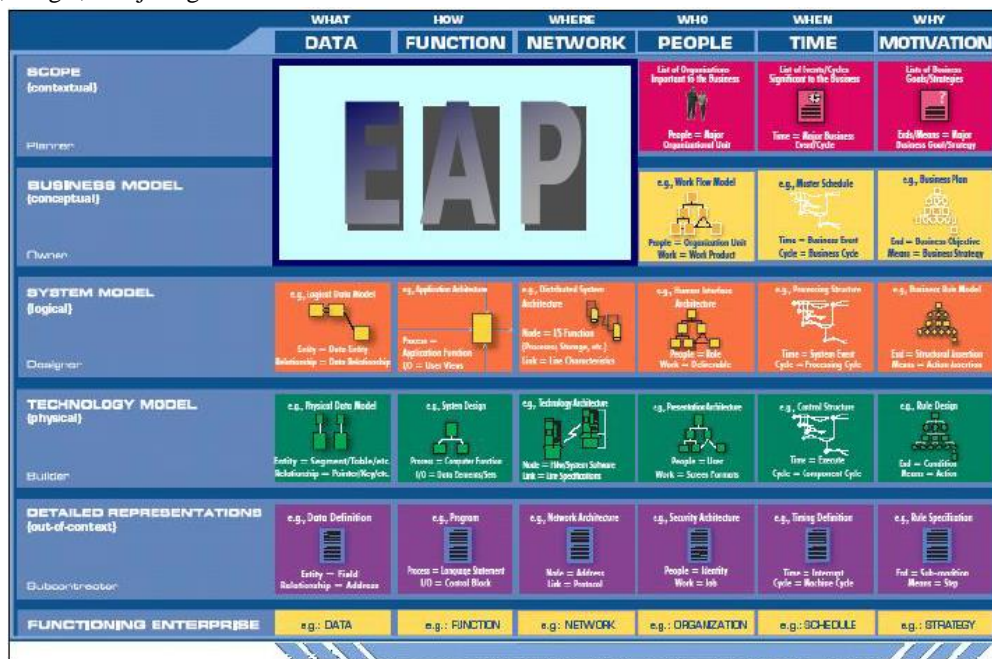 WHAT HOW WHERE WHO WHEN WHY
DATA FUNCTION NETWORK PEOPLE TIME MOTIVATION
SCOPE
(contextual)
Planner
EAP
List of Organizations
Important to the Business
People = Major
Organizational Unit
List of Events/Cycles
Significant to the Business
Time = Major Business
Event/Cycle
Lists of Business
Goals/Strategies
Ends/Means = Major
Business Goal/Strategy
BUSINESS MODEL
(conceptual)
Owner
e.g., Work Flow Model
People = Organization Unit
Work = Work Product
e.g., Master Schedule
Time = Business Event
Cycle = Business Cycle
e.g., Business Plan
End = Business Objective
Means = Business Strategy
SYSTEM MODEL
(logical)
Designer
e.g., Logical Data Model
Entity = Data Entity
Relationship = Data Relationship
e.g., Application Architecture
Process =
Application Function
I/O = User Views
e.g., Distributed System
Architecture
Node = I/S Function
(Processor, Storage, etc.)
Link = Line Characteristics
e.g., Human Interface
Architecture
People = Role
Work = Deliverable
e.g., Processing Structure
Time = System Event
Cycle = Processing Cycle
e.g., Business Rule Model
End = Structural Assertion
Means = Action Assertion
TECHNOLOGY MODEL
(physical)
Builder
e.g., Physical Data Model
Entity = Segment/Table/etc.
Relationship = Pointer/Key/etc.
e.g., System Design
Process = Computer Function
I/O = Data Elements/Sets
e.g., Technology Architecture
Node = Hdw/System Software
Link = Line Specifications
e.g., Presentation Architecture
People = User
Work = Screen Formats
e.g., Control Structure
Time = Execute
Cycle = Component Cycle
e.g., Rule Design
End = Condition
Means = Action
DETAILED REPRESENTATIONS
(out-of-context)
Subcontractor
e.g., Data Definition
Entity = Field
Relationship = Address
e.g., Program
Process = Language Statement
I/O = Control Block
e.g., Network Architecture
Node = Address
Link = Protocol
e.g., Security Architecture
People = Identity
Work = Job
e.g., Timing Definition
Time = Interrupt
Cycle = Machine Cycle
e.g., Rule Specification
End = Sub-condition
Means = Step
FUNCTIONING ENTERPRISE
e.g.: DATA
e.g.: FUNCTION
e.g.: NETWORK
e.g.: ORGANIZATION
e.g.: SCHEDULE
e.g.: STRATEGY